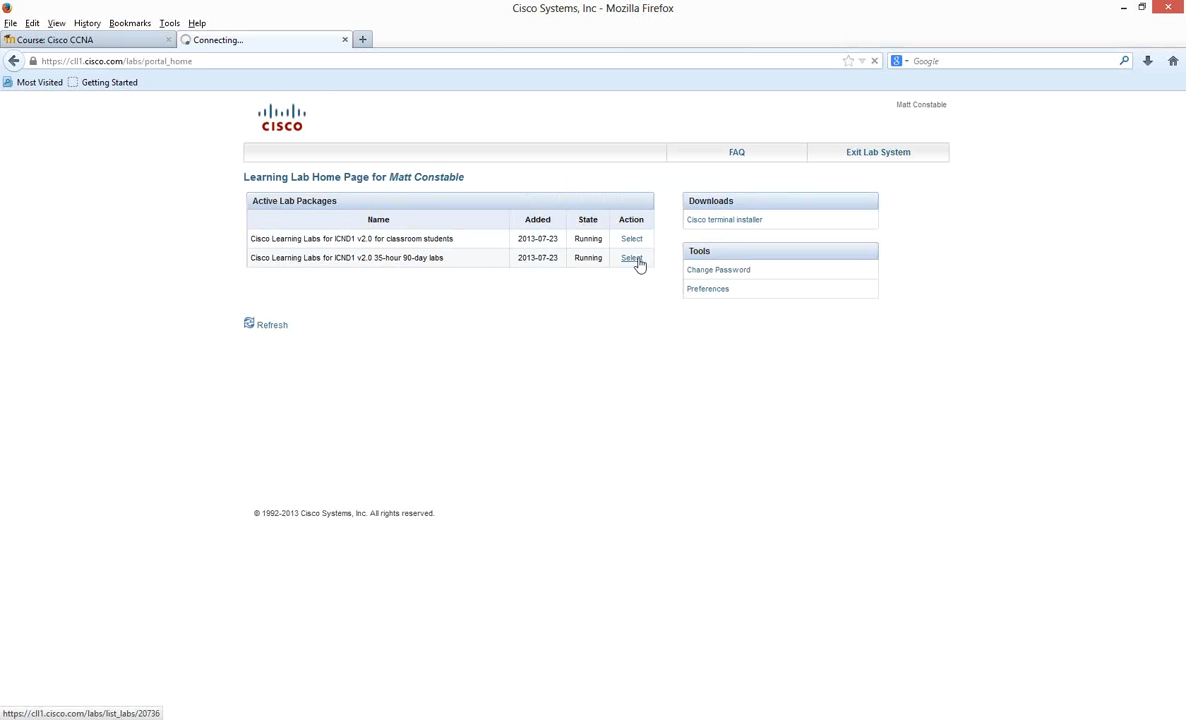 Cisco Systems, Inc - Mozilla Firefox
File Edit View History Bookmarks Tools Help
Course: Cisco CCNA
Connecting...
https://cll1.cisco.com/labs/portal_home
Google
Most Visited Getting Started
CISCO
Matt Constable
FAQ Exit Lab System
Learning Lab Home Page for Matt Constable
Active Lab Packages
Name Added State Action
Cisco Learning Labs for ICND1 v2.0 for classroom students 2013-07-23 Running Select
Cisco Learning Labs for ICND1 v2.0 35-hour 90-day labs 2013-07-23 Running Select
Downloads
Cisco terminal installer
Tools
Change Password
Preferences
Refresh
© 1992-2013 Cisco Systems, Inc. All rights reserved.
https://cll1.cisco.com/labs/list_labs/20736